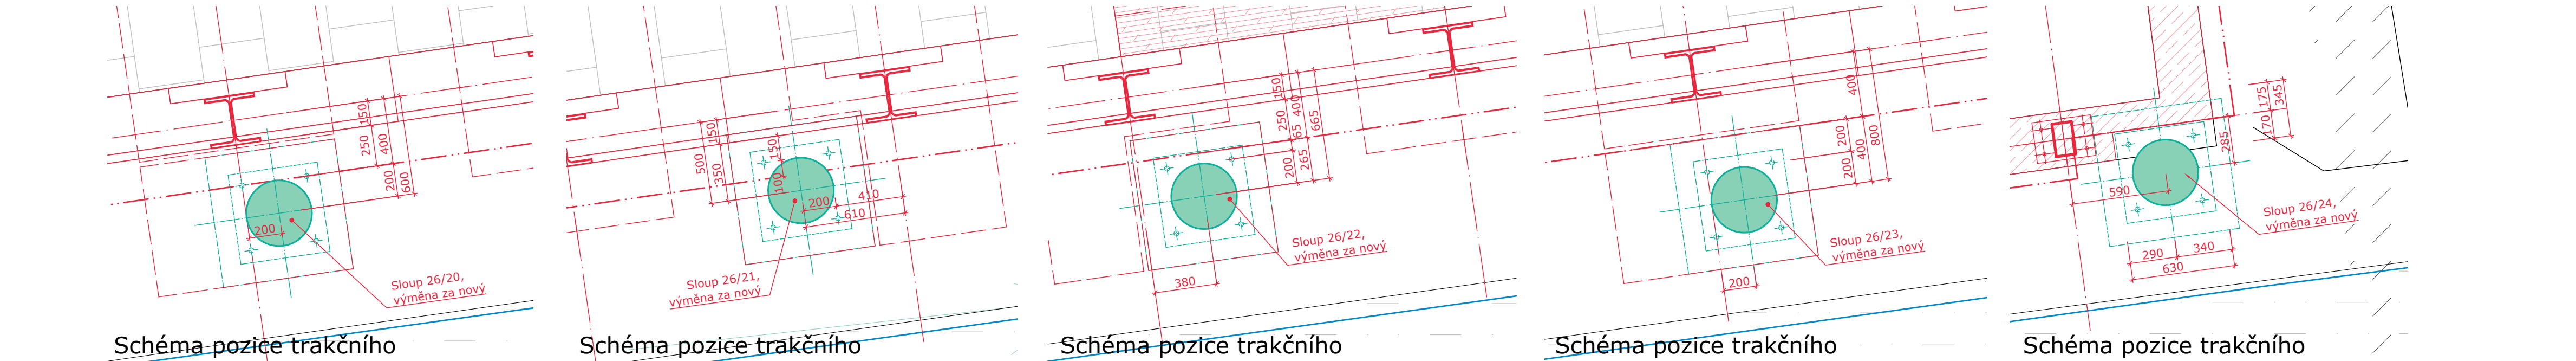 150
250
400
200
600
200
Sloup 26/20,
výměna za nový
Schéma pozice trakčního
150
500
350
150
100
200
410
610
Sloup 26/21,
výměna za nový
Schéma pozice trakčního
150
250
400
65
665
200
265
380
Sloup 26/22,
výměna za nový
Schéma pozice trakčního
400
200
400
800
200
200
Sloup 26/23,
výměna za nový
Schéma pozice trakčního
175
345
170
285
590
290
340
630
Sloup 26/24,
výměna za nový
Schéma pozice trakčního